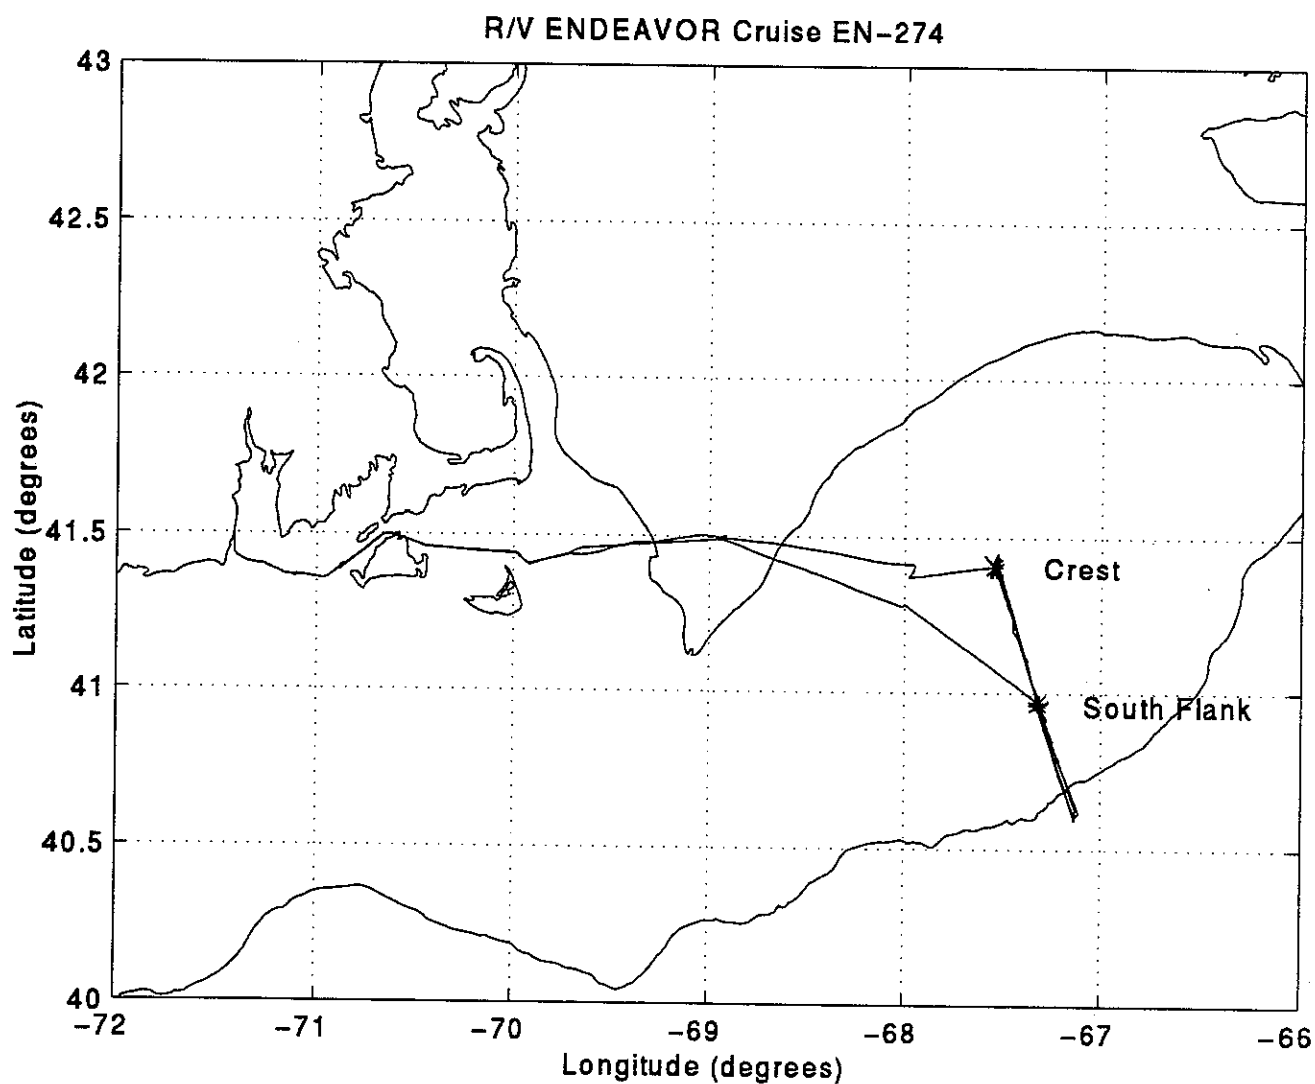 R/V ENDEAVOR Cruise EN-274
43
42.5
42
41.5
41
40.5
40
Latitude (degrees)
Crest
South Flank
-72
-71
-70
-69
-68
-67
-66
Longitude (degrees)